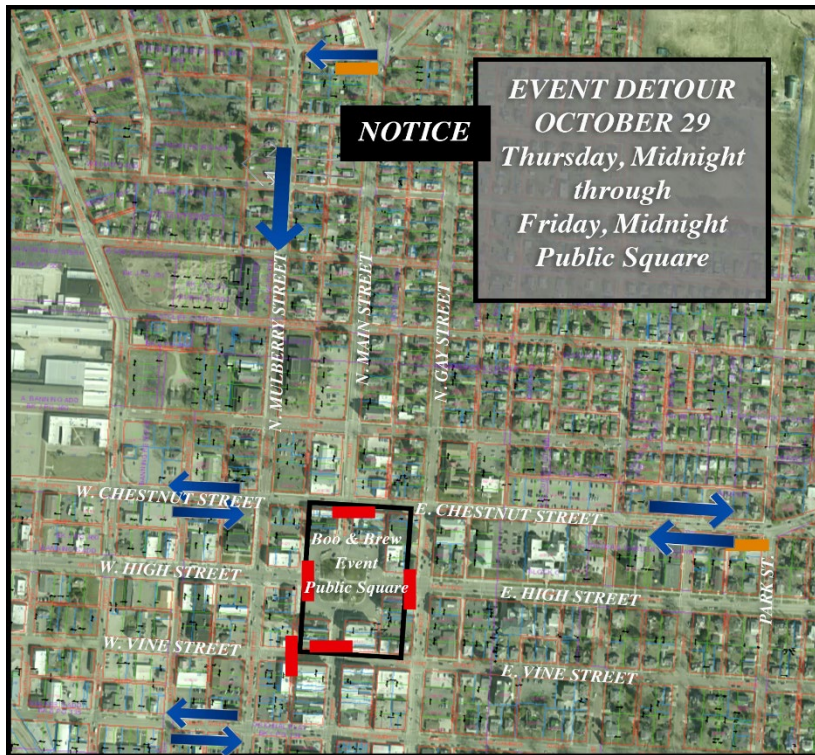 EVENT DETOUR
OCTOBER 29
Thursday, Midnight
through
Friday, Midnight
Public Square
NOTICE
N. MULBERRY STREET
N. MAIN STREET
N. GAY STREET
W. CHESTNUT STREET
E. CHESTNUT STREET
Boo & Brew
Event
Public Square
W. HIGH STREET
E. HIGH STREET
PARK ST.
W. VINE STREET
E. VINE STREET